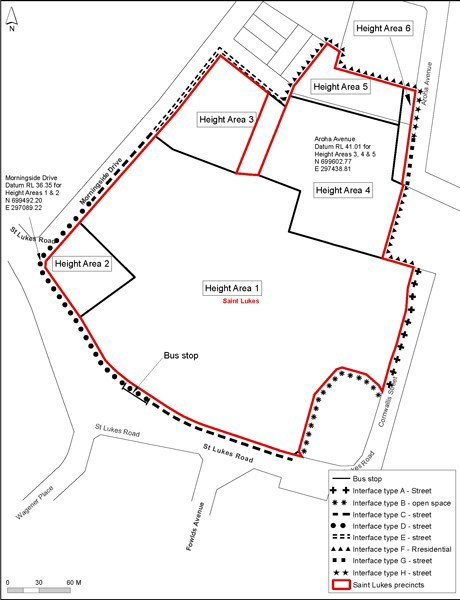 N
Height Area 6
Height Area 5
Aroha Avenue
Height Area 3
Aroha Avenue
Datum RL 41.01 for
Height Areas 3, 4 & 5
N 699602.77
E 297438.81
Morningside Drive
Datum RL 36.35 for
Height Areas 1 & 2
N 699492.20
E 297089.22
Morningside Drive
Height Area 4
St Lukes Road
Height Area 2
Height Area 1
Saint Lukes
Bus stop
Cornwallis Street
St Lukes Road
St Lukes Road
kes Road
Wagener Place
Fowlds Avenue
Bus stop
Interface type A - Street
Interface type B - open space
Interface type C - street
Interface type D - street
Interface type E - street
Interface type F - Rresidential
Interface type G - street
Interface type H - street
Saint Lukes precincts
0 30 60 M